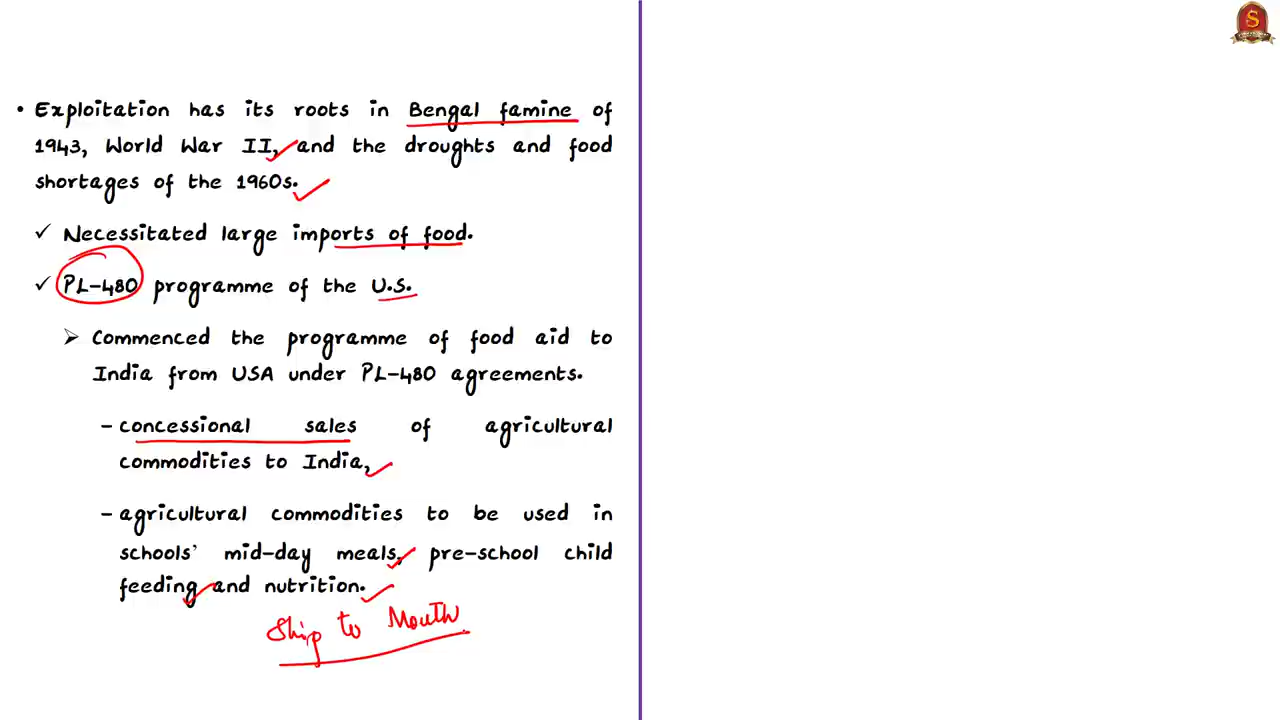 • Exploitation has its roots in Bengal famine of
1943, World War II, and the droughts and food
shortages of the 1960s.
✓ Necessitated large imports of food.
✓ PL-480 programme of the U.S.
➢ Commenced the programme of food aid to
India from USA under PL-480 agreements.
– concessional sales of agricultural
commodities to India,
– agricultural commodities to be used in
schools' mid-day meals, pre-school child
feeding and nutrition.
Ship to Mouth
S